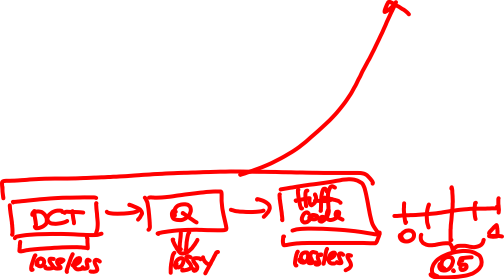 DCT → Q → Huff
code
lossless lossy lossless
0 1
0.5